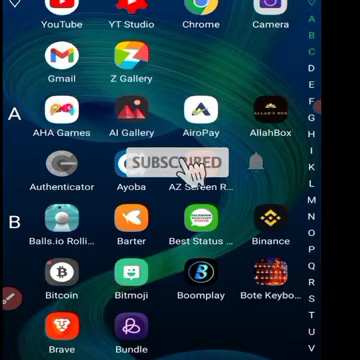 YouTube YT Studio Chrome Camera
Gmail Z Gallery
A
AHA Games AI Gallery AiroPay AllahBox
SUBSCRIBED
Authenticator Ayoba AZ Screen R...
B
Balls.io Rolli... Barter Best Status ... Binance
Bitcoin Bitmoji Boomplay Bote Keybo...
Brave Bundle
A
B
C
D
E
F
G
H
I
K
L
M
N
O
P
Q
R
S
T
U
V